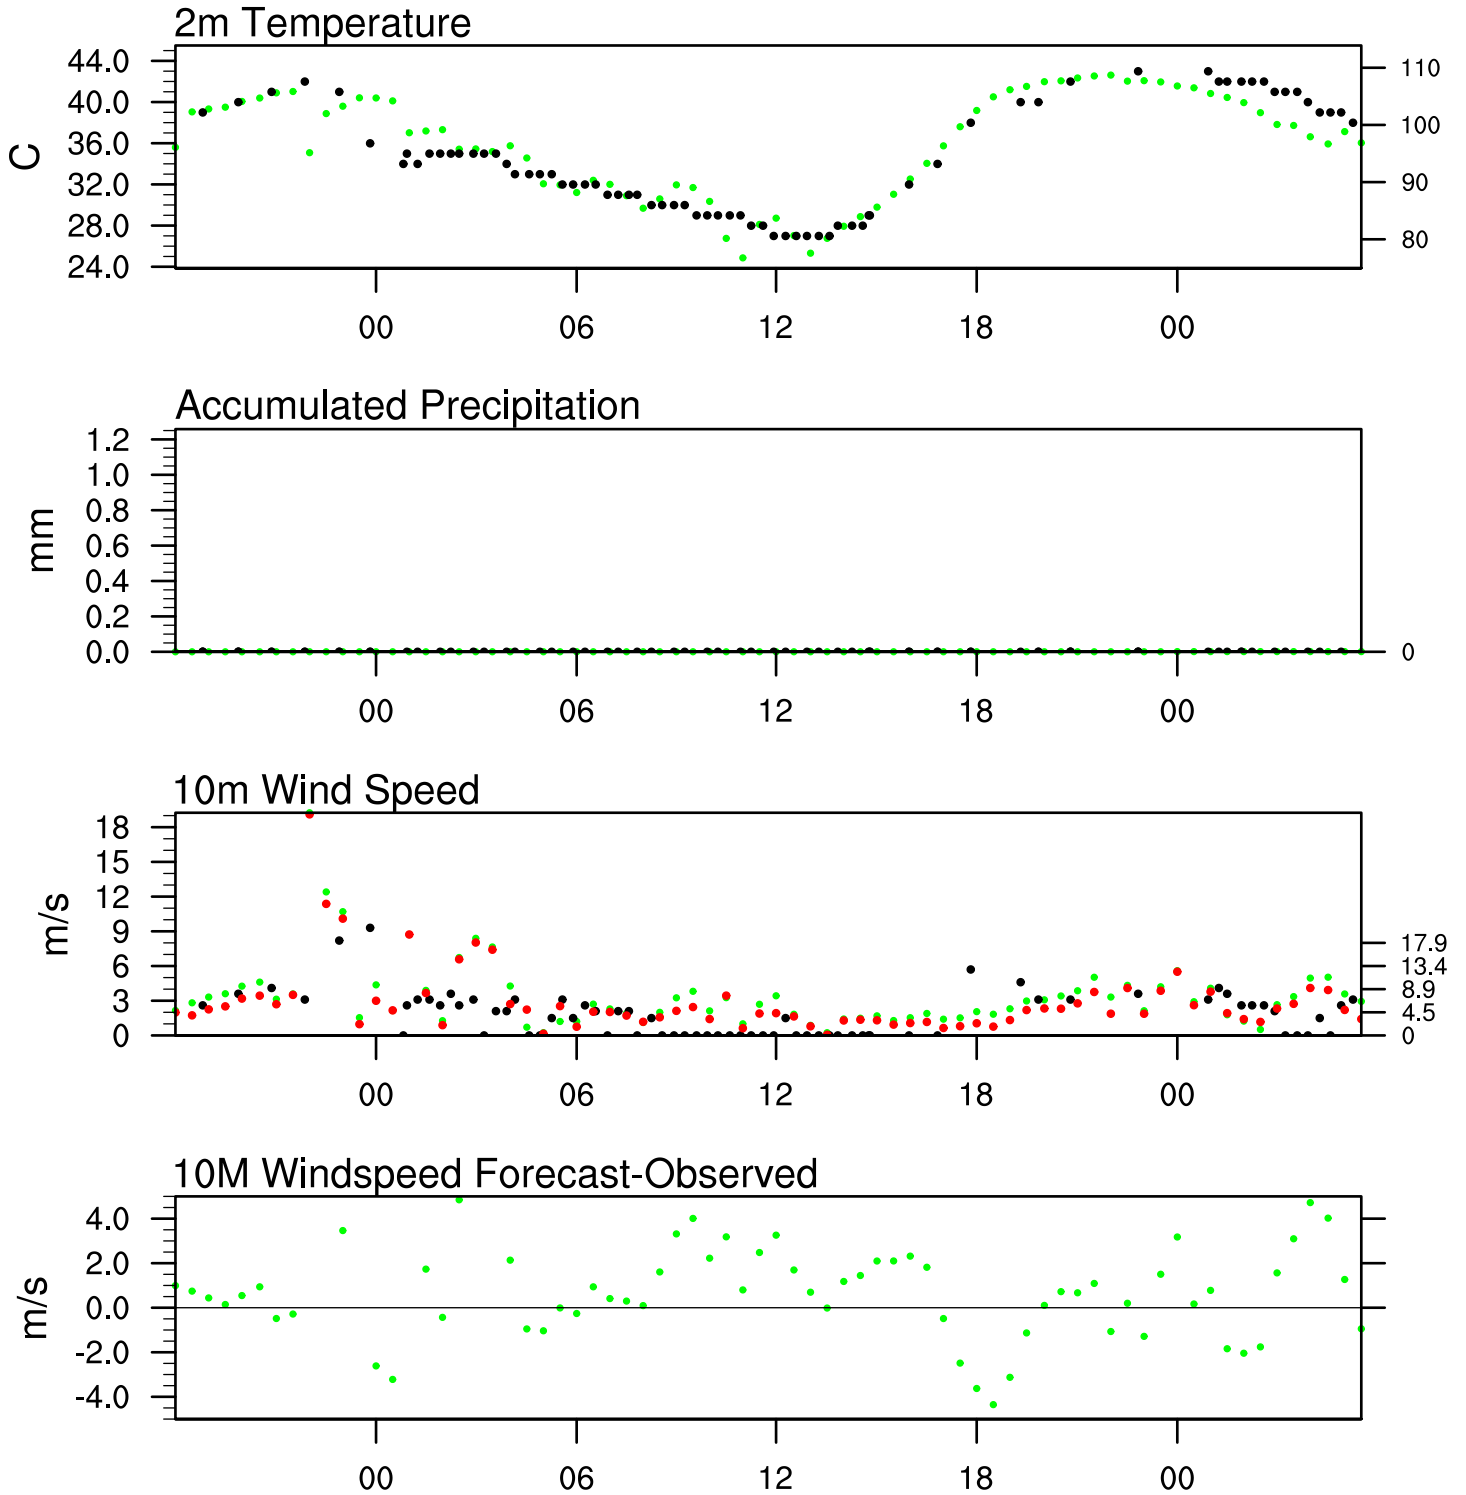 2m Temperature
44.0
40.0
36.0
32.0
28.0
24.0
C
110
100
90
80
00 06 12 18 00
Accumulated Precipitation
1.2
1.0
0.8
0.6
0.4
0.2
0.0
mm
0
00 06 12 18 00
10m Wind Speed
18
15
12
9
6
3
0
m/s
17.9
13.4
8.9
4.5
0
00 06 12 18 00
10M Windspeed Forecast-Observed
4.0
2.0
0.0
-2.0
-4.0
m/s
00 06 12 18 00